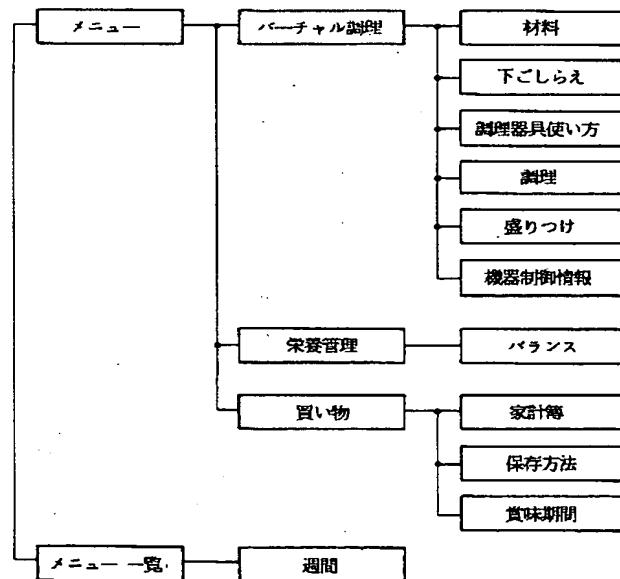 メニュー
バーチャル調理
材料
下ごしらえ
調理器具使い方
調理
盛りつけ
機器制御情報
栄養管理
バランス
買い物
家計簿
保存方法
賞味期間
メニュー 一覧
週間